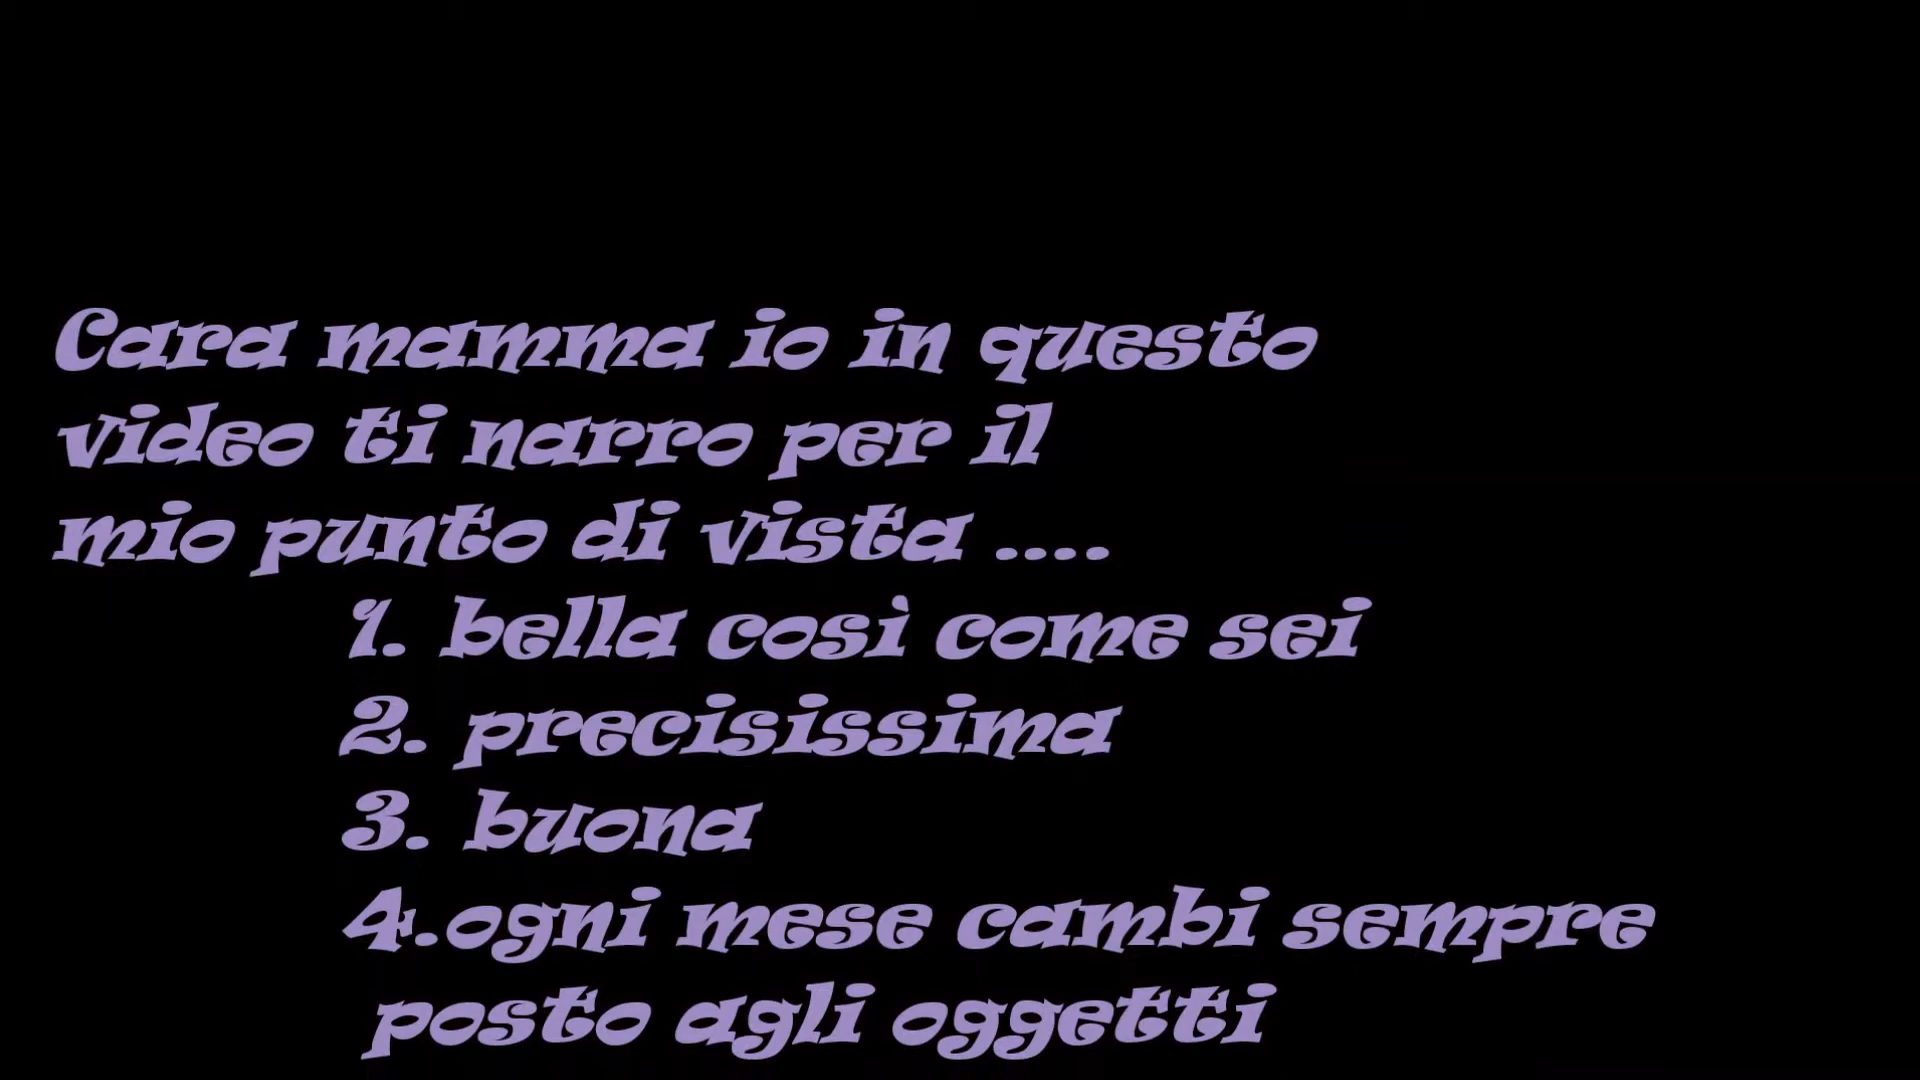 Cara mamma io in questo
video ti narro per il
mio punto di vista ....
1. bella così come sei
2. precisissima
3. buona
4.ogni mese cambi sempre
posto agli oggetti